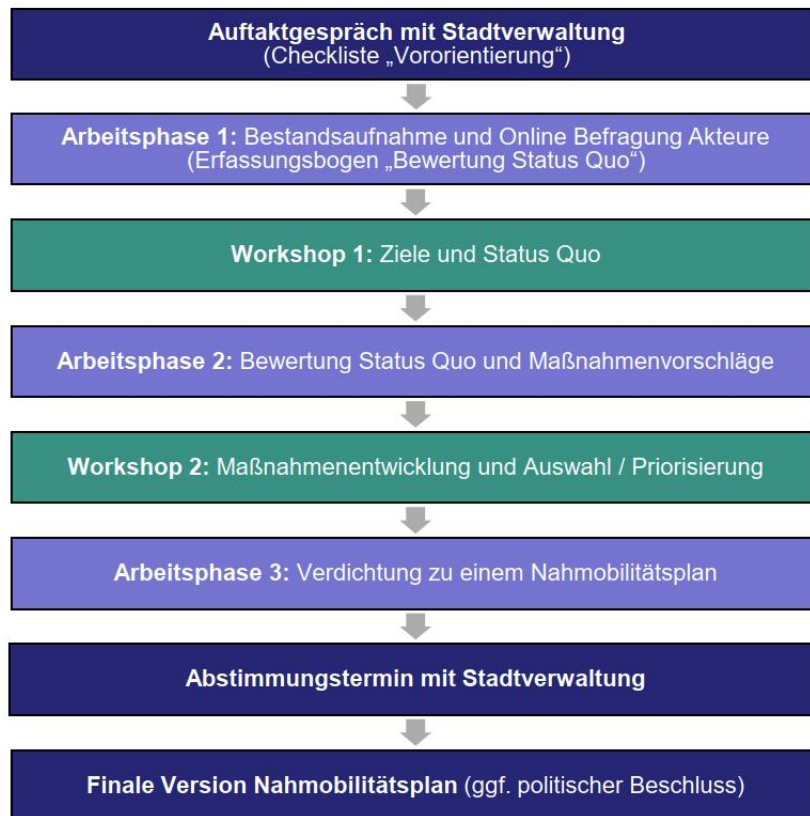 Auftaktgespräch mit Stadtverwaltung
(Checkliste „Vororientierung“)
Arbeitsphase 1: Bestandsaufnahme und Online Befragung Akteure
(Erfassungsbogen „Bewertung Status Quo“)
Workshop 1: Ziele und Status Quo
Arbeitsphase 2: Bewertung Status Quo und Maßnahmenvorschläge
Workshop 2: Maßnahmenentwicklung und Auswahl / Priorisierung
Arbeitsphase 3: Verdichtung zu einem Nahmobilitätsplan
Abstimmungstermin mit Stadtverwaltung
Finale Version Nahmobilitätsplan (ggf. politischer Beschluss)